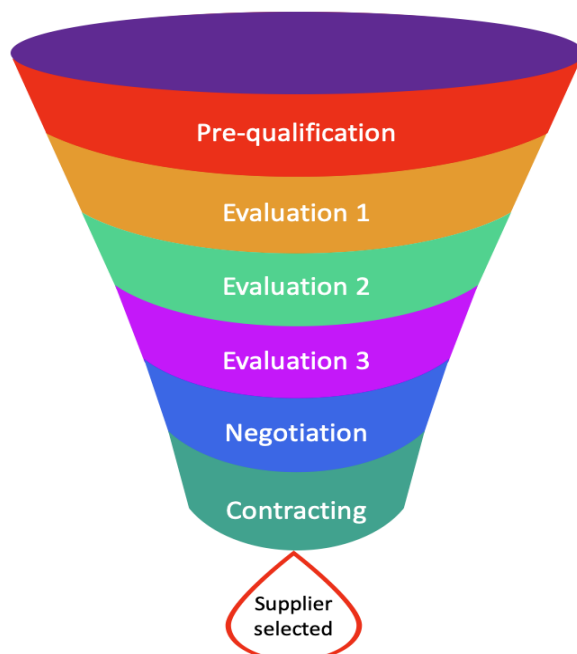 Pre-qualification
Evaluation 1
Evaluation 2
Evaluation 3
Negotiation
Contracting
Supplier
selected